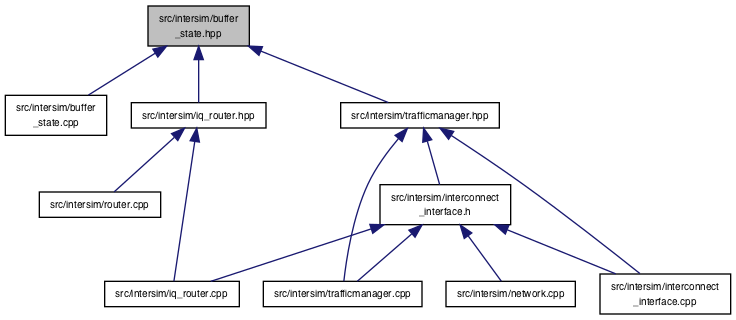 src/intersim/buffer
_state.hpp
src/intersim/buffer
_state.cpp
src/intersim/iq_router.hpp
src/intersim/trafficmanager.hpp
src/intersim/router.cpp
src/intersim/interconnect
_interface.h
src/intersim/iq_router.cpp
src/intersim/trafficmanager.cpp
src/intersim/network.cpp
src/intersim/interconnect
_interface.cpp